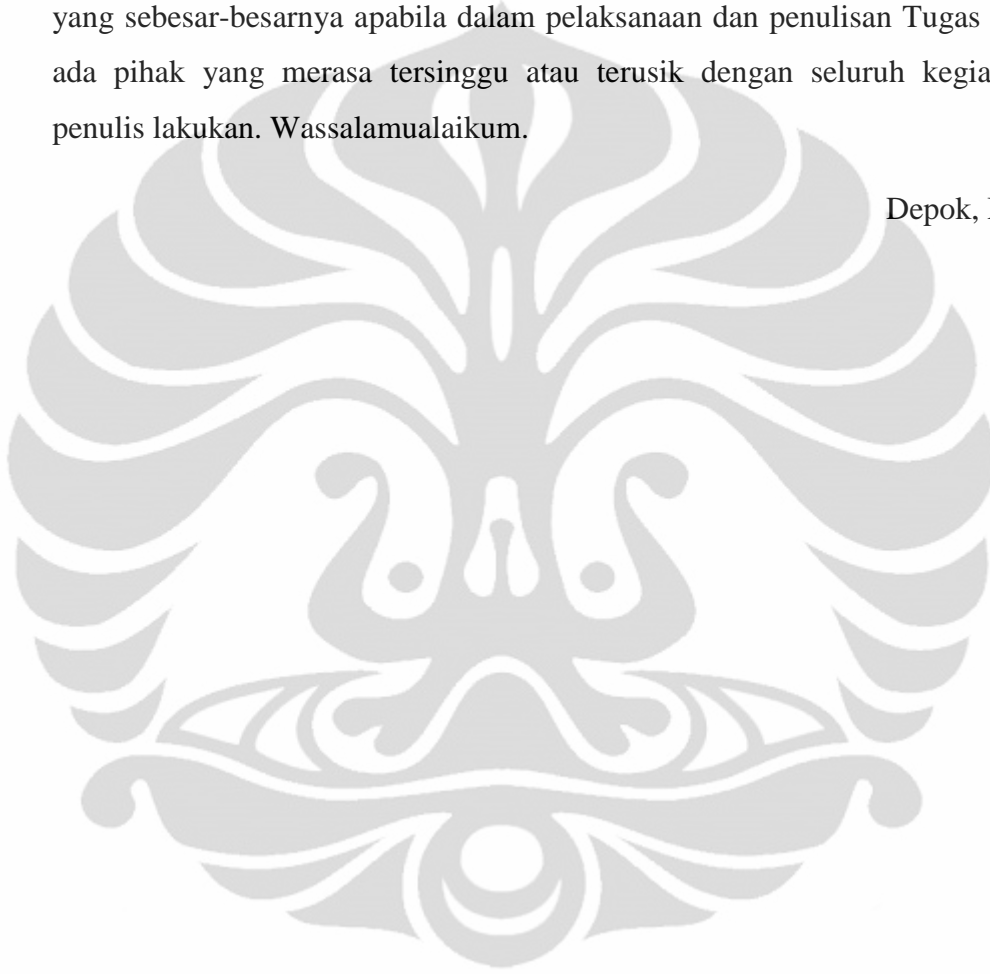 yang sebesar-besarnya apabila dalam pelaksanaan dan penulisan Tugas
ada pihak yang merasa tersinggu atau terusik dengan seluruh
penulis lakukan. Wassalamualaikum.
Depok,